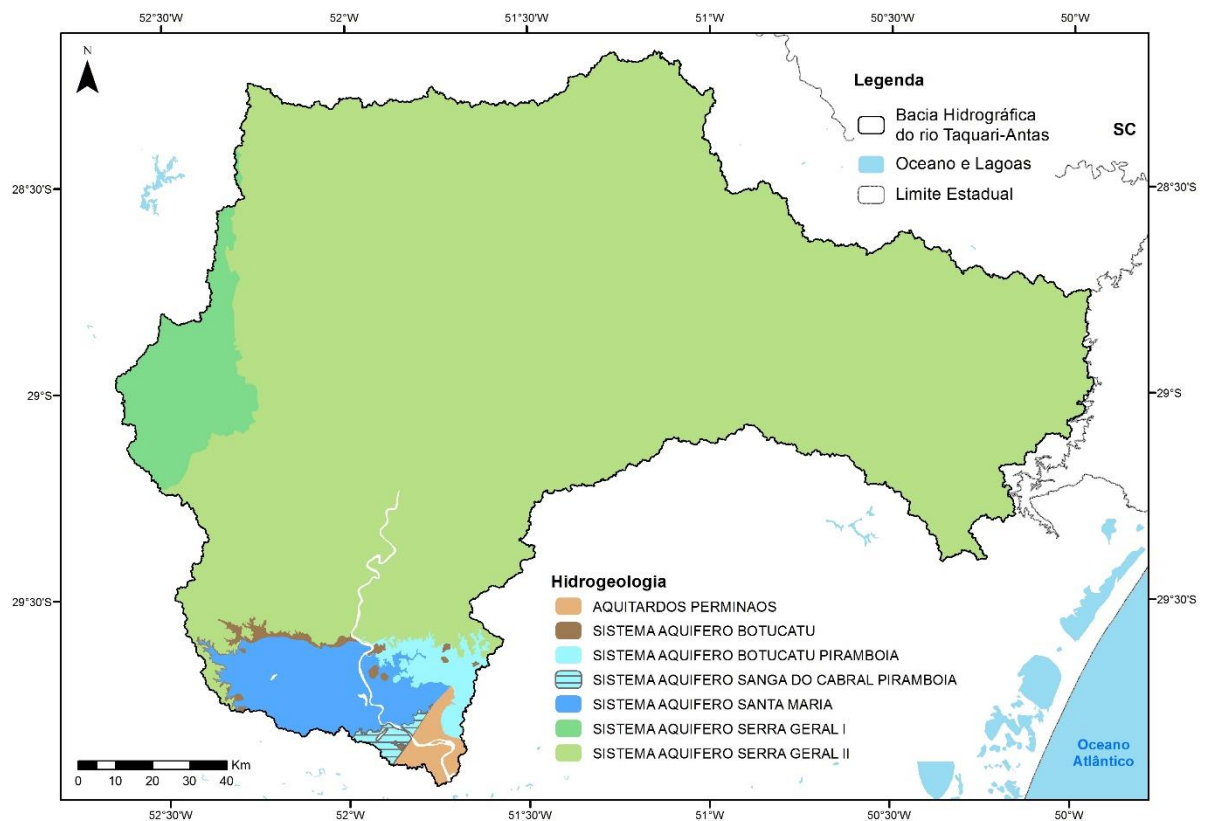 52°30'W 52°W 51°30'W 51°W 50°30'W 50°W
N
Legenda
Bacia Hidrográfica
do rio Taquari-Antas
SC
Oceano e Lagoas
Limite Estadual
28°30'S
28°30'S
29°S
29°S
29°30'S
29°30'S
Hidrogeologia
AQUITARDOS PERMINAOS
SISTEMA AQUIFERO BOTUCATU
SISTEMA AQUIFERO BOTUCATU PIRAMBOIA
SISTEMA AQUIFERO SANGA DO CABRAL PIRAMBOIA
SISTEMA AQUIFERO SANTA MARIA
SISTEMA AQUIFERO SERRA GERAL I
SISTEMA AQUIFERO SERRA GERAL II
Oceano
Atlântico
Km
0 10 20 30 40
52°30'W 52°W 51°30'W 51°W 50°30'W 50°W